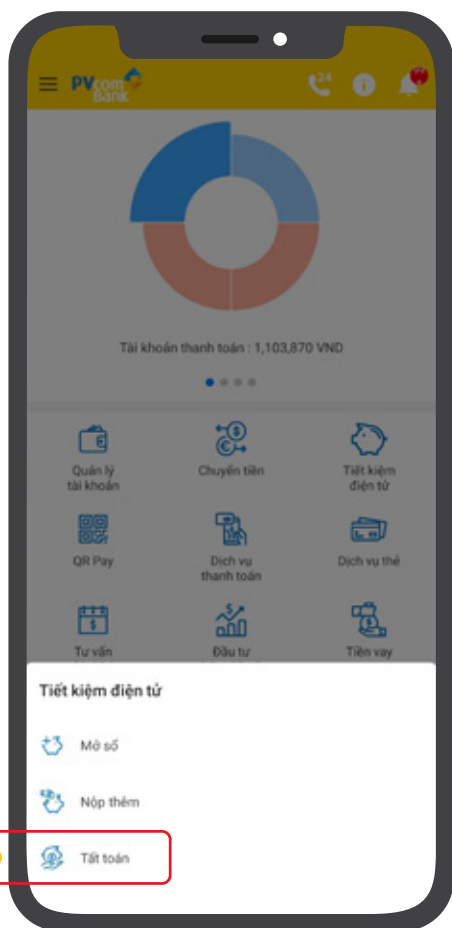 PVcom
Bank
24
i
Tài khoản thanh toán : 1,103,870 VND
Quản lý
tài khoản
Chuyển tiền
Tiết kiệm
điện tử
QR Pay
Dịch vụ
thanh toán
Dịch vụ thẻ
Tư vấn
Đầu tư
Tiền vay
Tiết kiệm điện tử
Mở sổ
Nộp thêm
Tất toán